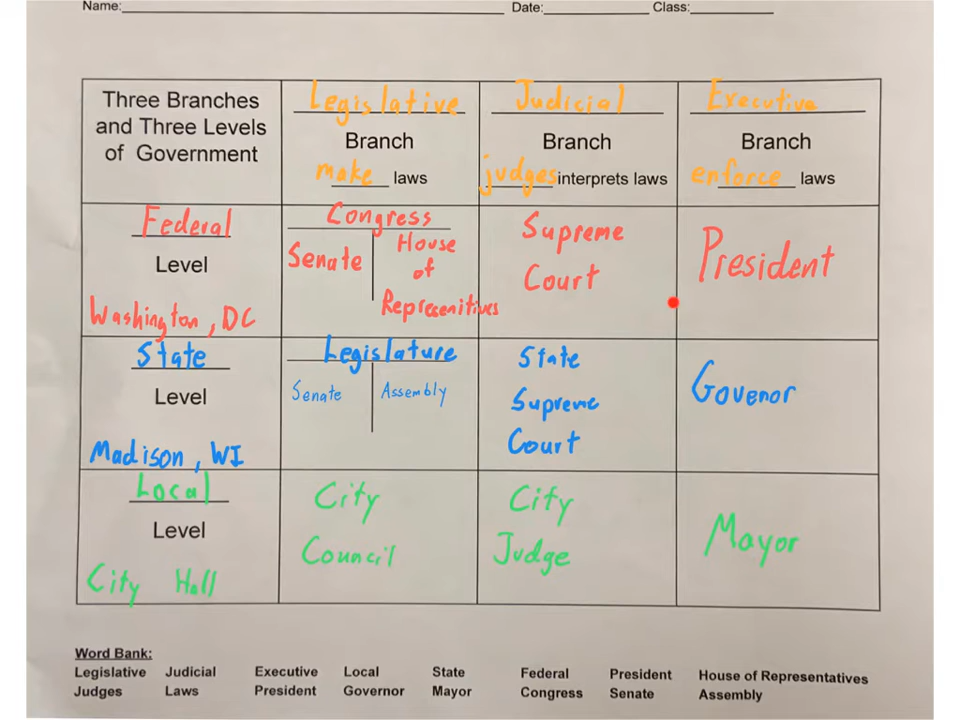 Name: Date: Class:
Three Branches
and Three Levels
of Government
Legislative
Branch
make laws
Judicial
Branch
judges interprets laws
Executive
Branch
enforce laws
Federal
Level
Washington, DC
Congress
Senate
House
of
Represenitives
Supreme
Court
President
State
Level
Madison, WI
Legislature
Senate
Assembly
State
Supreme
Court
Govenor
Local
Level
City Hall
City
Council
City
Judge
Mayor
Word Bank:
Legislative Judicial Executive Local State Federal President House of Representatives
Judges Laws President Governor Mayor Congress Senate Assembly